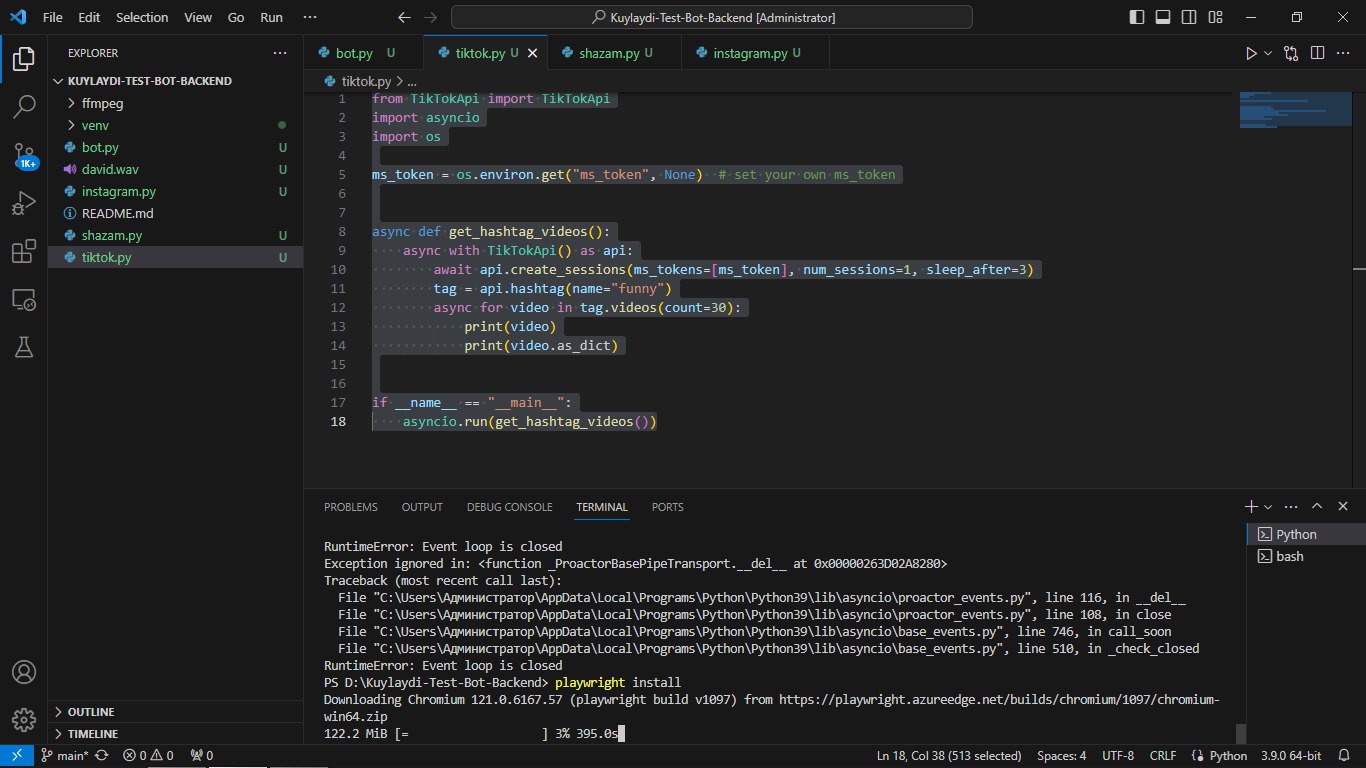 File Edit Selection View Go Run ··· Kuylaydi-Test-Bot-Backend [Administrator]
EXPLORER ···
KUYLAYDI-TEST-BOT-BACKEND
ffmpeg
venv
bot.py U
david.wav U
instagram.py U
README.md
shazam.py U
tiktok.py U
OUTLINE
TIMELINE
1K+
bot.py U tiktok.py U shazam.py U instagram.py U
tiktok.py > ...
1 from TikTokApi import TikTokApi
2 import asyncio
3 import os
4
5 ms_token = os.environ.get("ms_token", None)  # set your own ms_token
6
7
8 async def get_hashtag_videos():
9     async with TikTokApi() as api:
10         await api.create_sessions(ms_tokens=[ms_token], num_sessions=1, sleep_after=3)
11         tag = api.hashtag(name="funny")
12         async for video in tag.videos(count=30):
13             print(video)
14             print(video.as_dict)
15
16
17 if __name__ == "__main__":
18     asyncio.run(get_hashtag_videos())
PROBLEMS OUTPUT DEBUG CONSOLE TERMINAL PORTS
RuntimeError: Event loop is closed
Exception ignored in: <function _ProactorBasePipeTransport.__del__ at 0x00000263D02A8280>
Traceback (most recent call last):
  File "C:\Users\Администратор\AppData\Local\Programs\Python\Python39\lib\asyncio\proactor_events.py", line 116, in __del__
  File "C:\Users\Администратор\AppData\Local\Programs\Python\Python39\lib\asyncio\proactor_events.py", line 108, in close
  File "C:\Users\Администратор\AppData\Local\Programs\Python\Python39\lib\asyncio\base_events.py", line 746, in call_soon
  File "C:\Users\Администратор\AppData\Local\Programs\Python\Python39\lib\asyncio\base_events.py", line 510, in _check_closed
RuntimeError: Event loop is closed
PS D:\Kuylaydi-Test-Bot-Backend> playwright install
Downloading Chromium 121.0.6167.57 (playwright build v1097) from https://playwright.azureedge.net/builds/chromium/1097/chromium-
win64.zip
122.2 MiB [=                   ] 3% 395.0s
Python
bash
main* 0 0 0 Ln 18, Col 38 (513 selected) Spaces: 4 UTF-8 CRLF Python 3.9.0 64-bit